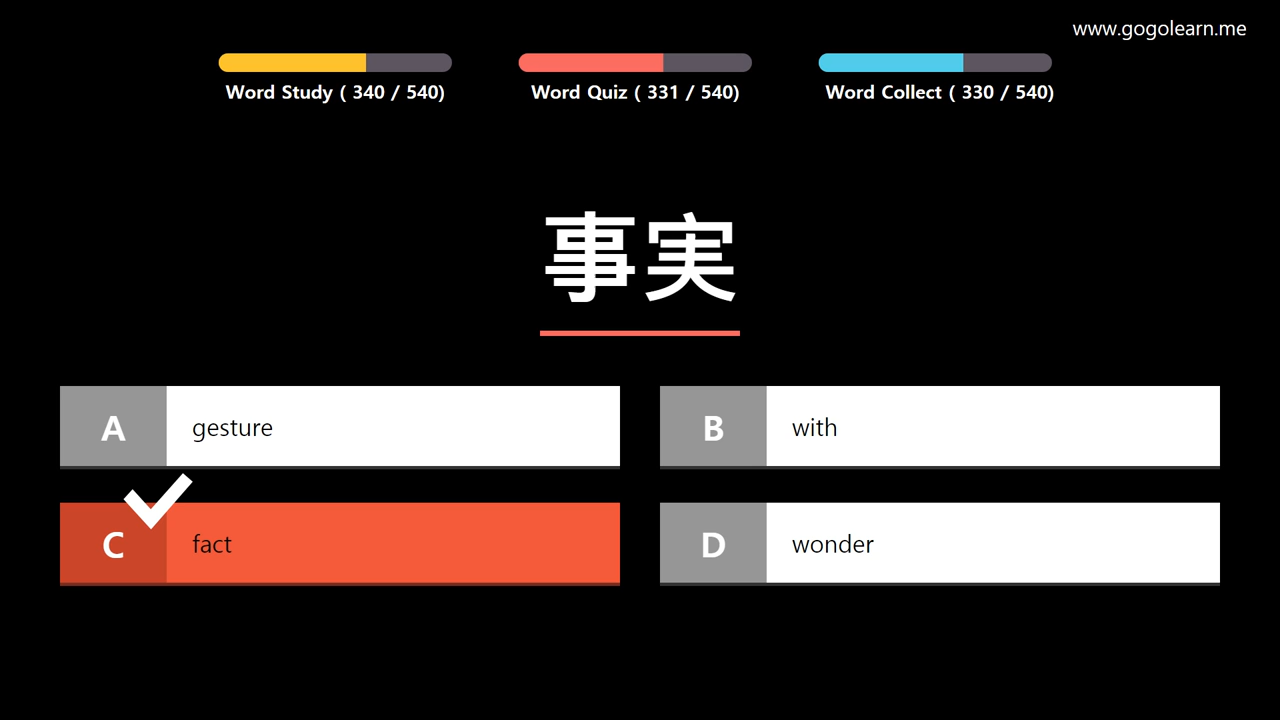 www.gogolearn.me
Word Study ( 340 / 540)
Word Quiz ( 331 / 540)
Word Collect ( 330 / 540)
事実
A gesture
B with
C fact
D wonder